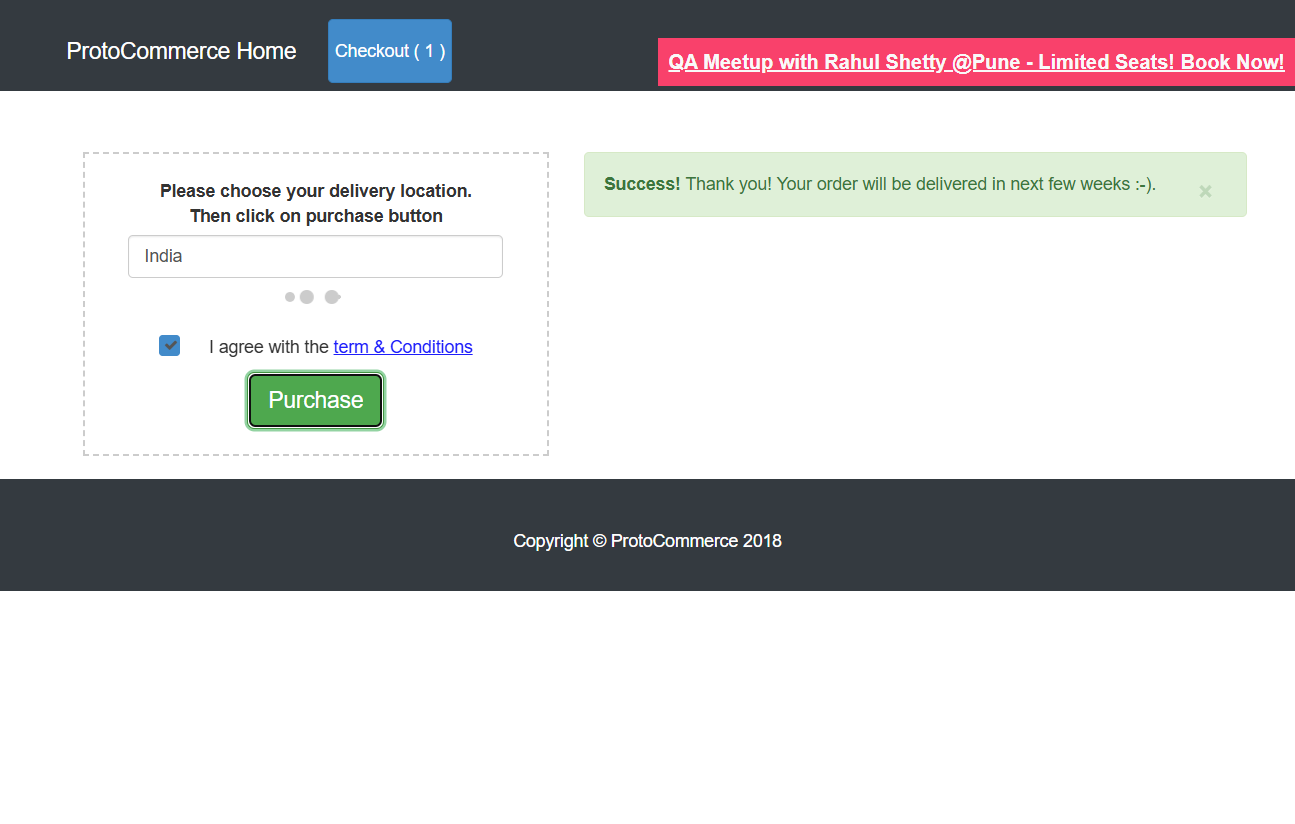 ProtoCommerce Home
Checkout ( 1 )
QA Meetup with Rahul Shetty @Pune - Limited Seats! Book Now!
Please choose your delivery location.
Then click on purchase button
India
I agree with the term & Conditions
Purchase
Success! Thank you! Your order will be delivered in next few weeks :-).
×
Copyright © ProtoCommerce 2018